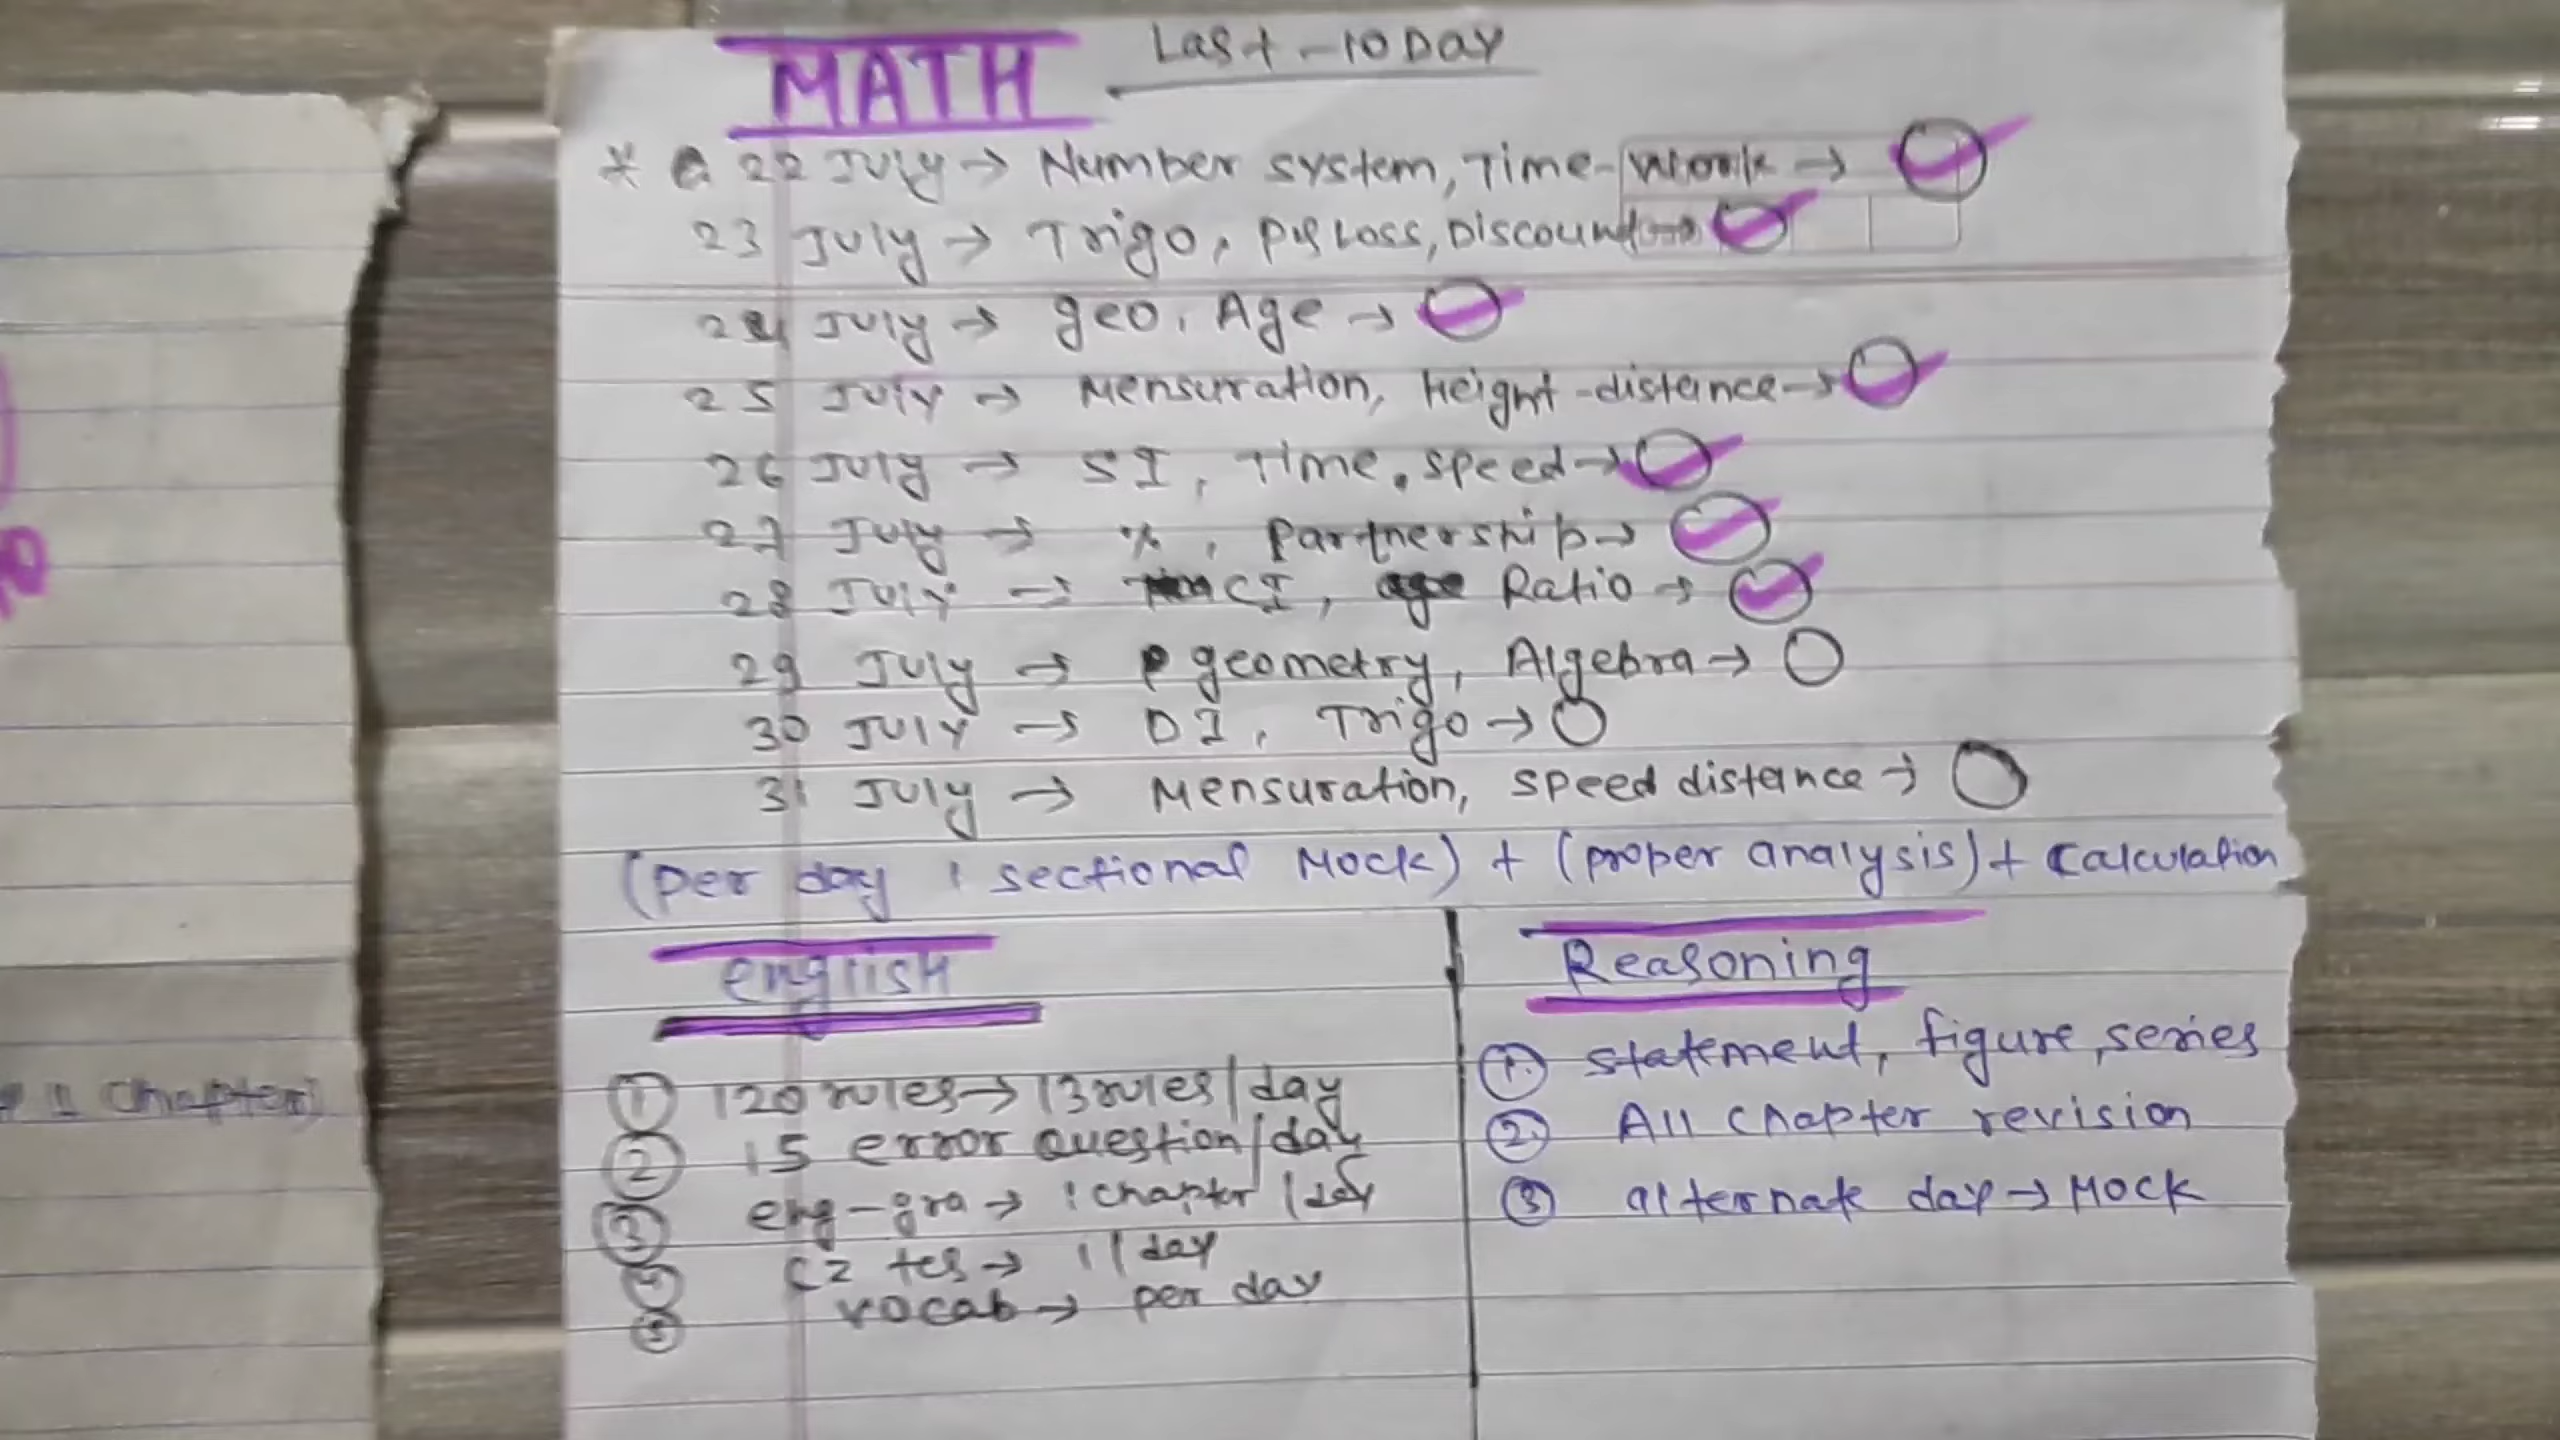 MATH
Last -10 DAY
22 July → Number system, Time-Work →
23 July → Trigo, P&Loss, Discount →
24 July → geo, Age →
25 July → Mensuration, Height-distance →
26 July → SI, Time, speed →
27 July → %, Partnership →
28 July → CI, Ratio →
29 July → geometry, Algebra →
30 July → DI, Trigo →
31 July → Mensuration, speed distance →
(per day 1 sectional Mock) + (proper analysis) + Calculation
english
① 120 rules → 13 rules/day
② 15 error question/day
③ eng-gra → 1 chapter/day
④ CZ tes → 1/day
⑤ vocab → per day
Reasoning
① statement, figure, series
② All chapter revision
③ alternate day → Mock
1 Chapter)